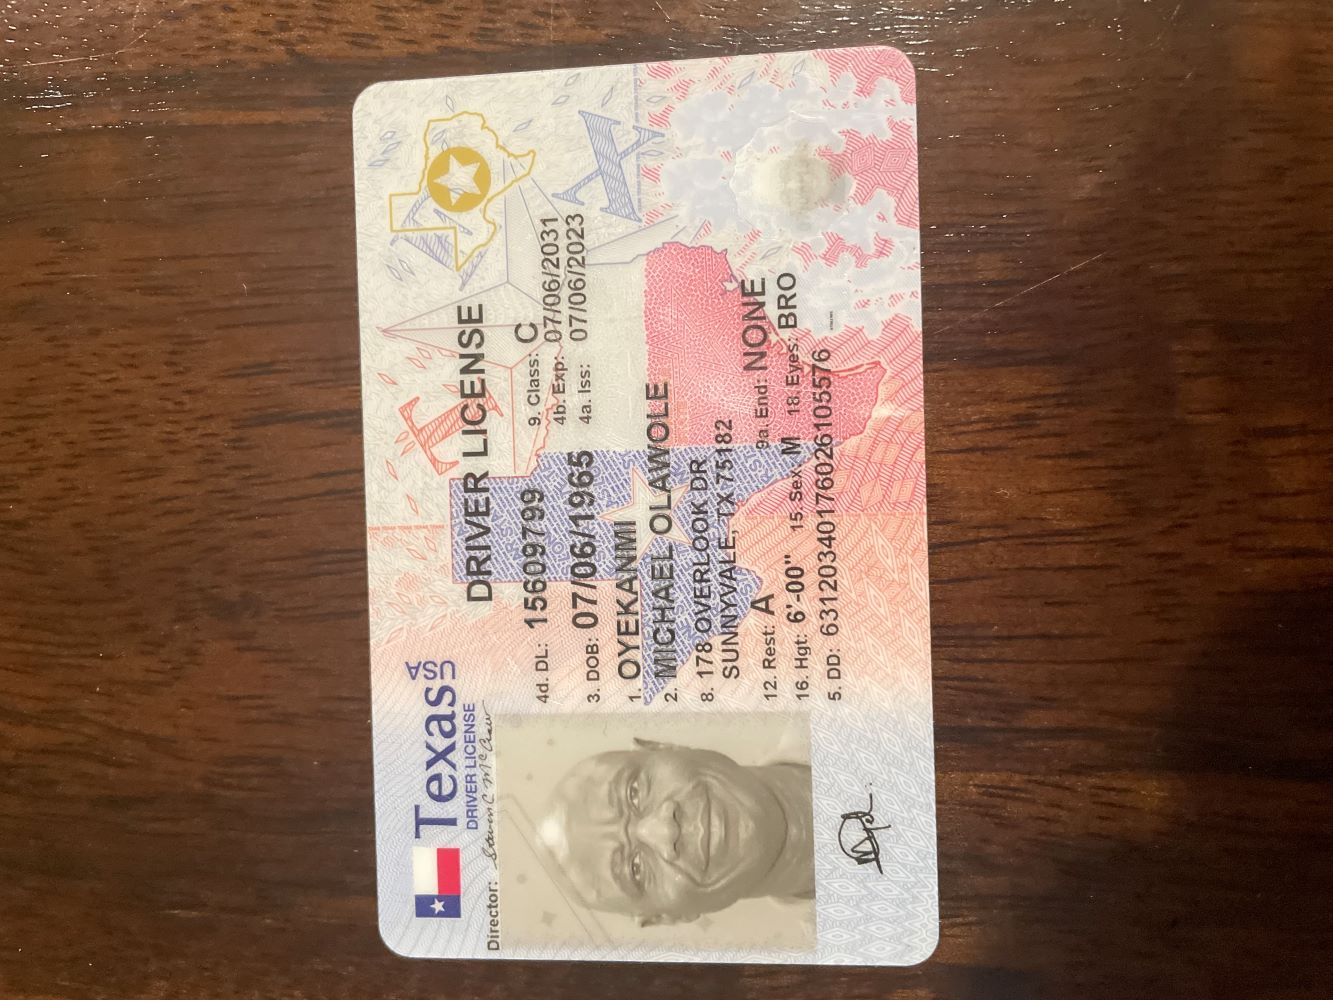 Texas USA
DRIVER LICENSE
Director: Steven C McCraw
DRIVER LICENSE
4d. DL: 15609799
9. Class: C
3. DOB: 07/06/1965
4b. Exp: 07/06/2031
4a. Iss: 07/06/2023
1. OYEKANMI
2. MICHAEL OLAWOLE
8. 178 OVERLOOK DR
SUNNYVALE, TX 75182
12. Rest: A
9a. End: NONE
16. Hgt: 6'-00" 15. Sex: M 18. Eyes: BRO
5. DD: 63120340176026105576